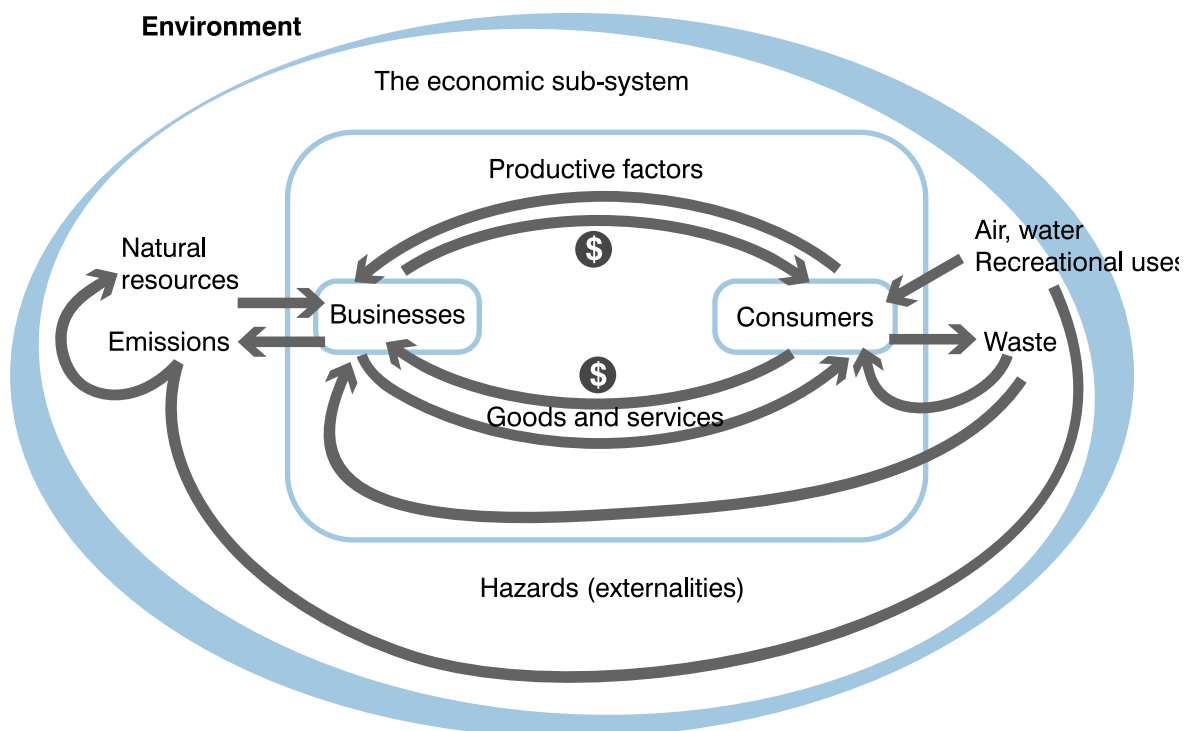 Environment
The economic sub-system
Productive factors
$
Natural
resources
Air, water
Recreational uses
Businesses
Consumers
Emissions
Waste
$
Goods and services
Hazards (externalities)